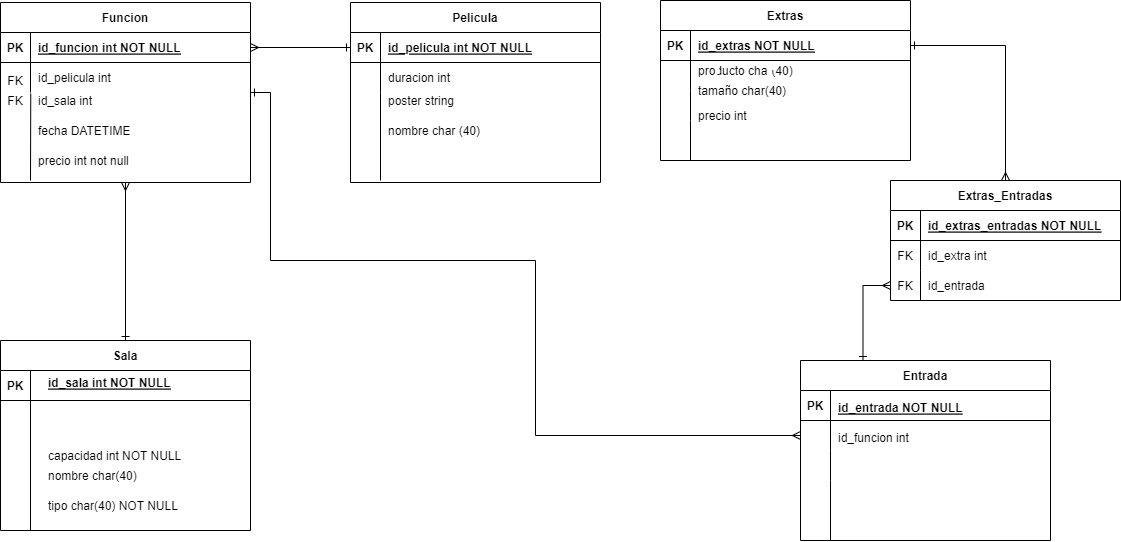 Funcion
PK id_funcion int NOT NULL
FK id_pelicula int
FK id_sala int
fecha DATETIME
precio int not null
Pelicula
PK id_pelicula int NOT NULL
duracion int
poster string
nombre char (40)
Extras
PK id_extras NOT NULL
producto cha (40)
tamaño char(40)
precio int
Extras_Entradas
PK id_extras_entradas NOT NULL
FK id_extra int
FK id_entrada
Sala
PK id_sala int NOT NULL
capacidad int NOT NULL
nombre char(40)
tipo char(40) NOT NULL
Entrada
PK id_entrada NOT NULL
id_funcion int